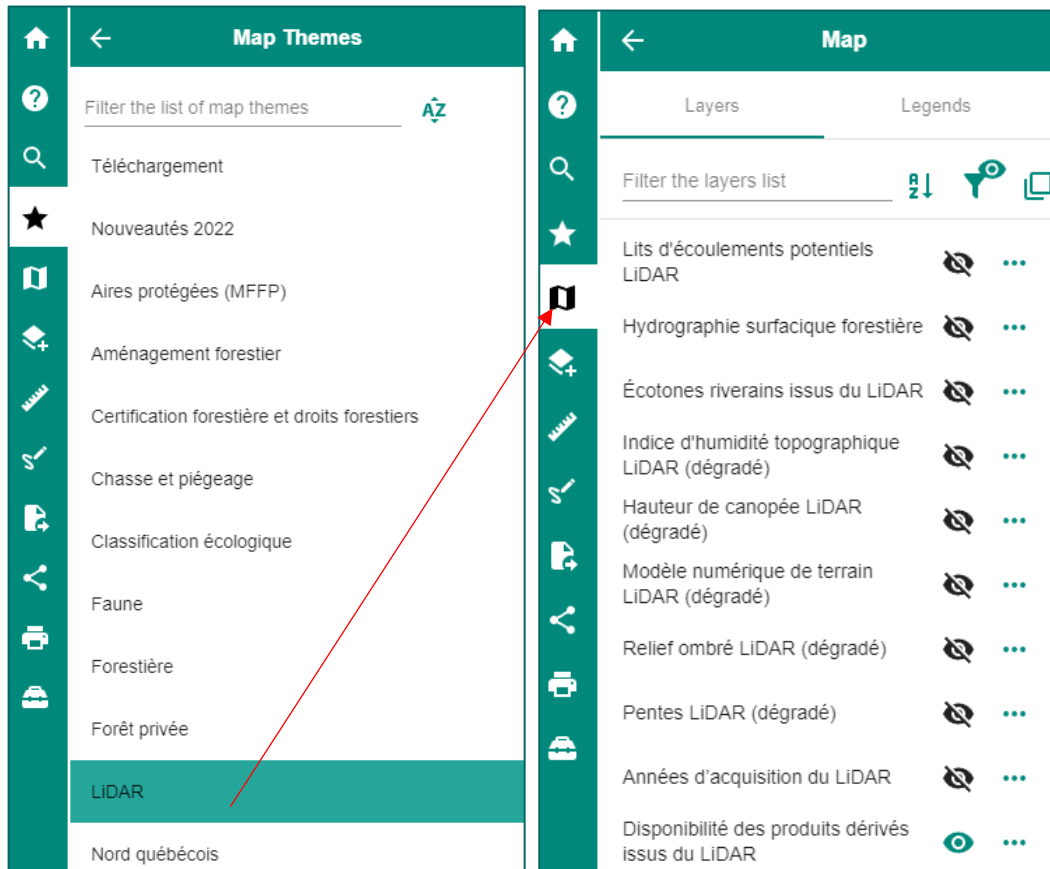 Map Themes
Filter the list of map themes
AZ
Téléchargement
Nouveautés 2022
Aires protégées (MFFP)
Aménagement forestier
Certification forestière et droits forestiers
Chasse et piégeage
Classification écologique
Faune
Forestière
Forêt privée
LiDAR
Nord québécois
Map
Layers Legends
Filter the layers list
A
Z
Lits d'écoulements potentiels
LiDAR
Hydrographie surfacique forestière
Écotones riverains issus du LiDAR
Indice d'humidité topographique
LiDAR (dégradé)
Hauteur de canopée LiDAR
(dégradé)
Modèle numérique de terrain
LiDAR (dégradé)
Relief ombré LiDAR (dégradé)
Pentes LiDAR (dégradé)
Années d'acquisition du LiDAR
Disponibilité des produits dérivés
issus du LiDAR